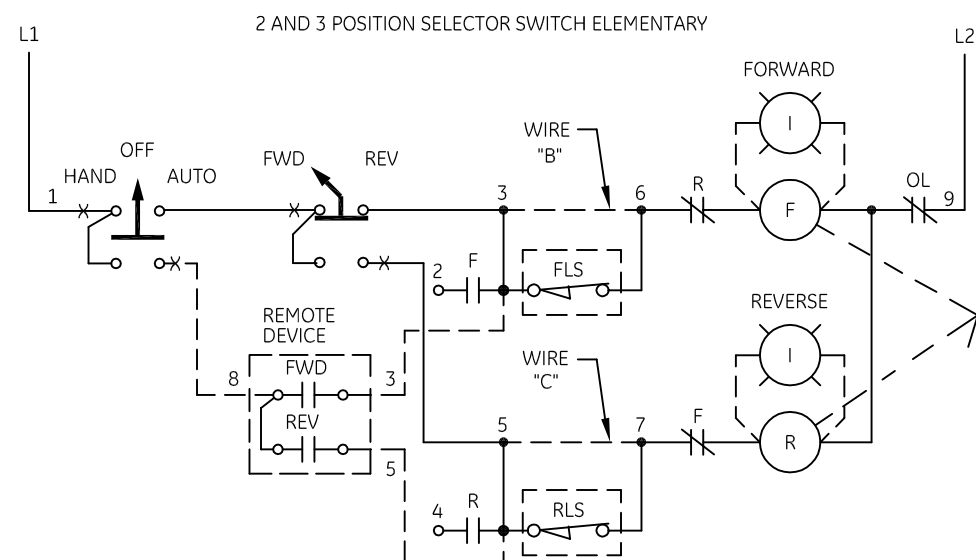 2 AND 3 POSITION SELECTOR SWITCH ELEMENTARY
L1
L2
FORWARD
I
WIRE
"B"
OFF
HAND
AUTO
FWD
REV
1
3
6
R
F
OL
9
2
F
FLS
REVERSE
I
REMOTE
DEVICE
FWD
8
3
REV
5
WIRE
"C"
5
7
F
R
4
R
RLS